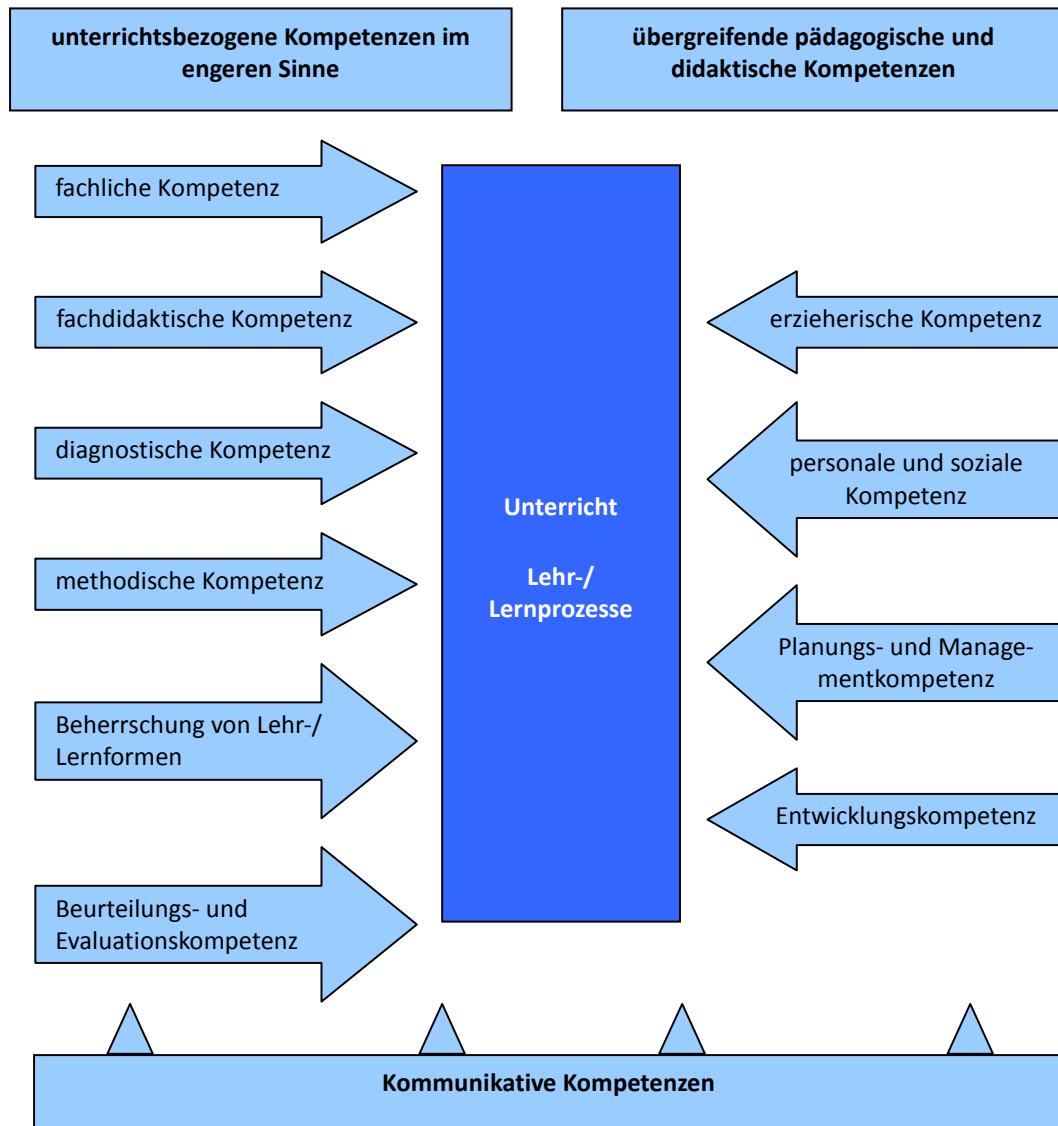 unterrichtsbezogene Kompetenzen im
engeren Sinne
übergreifende pädagogische und
didaktische Kompetenzen
fachliche Kompetenz
fachdidaktische Kompetenz
diagnostische Kompetenz
methodische Kompetenz
Beherrschung von Lehr-/
Lernformen
Beurteilungs- und
Evaluationskompetenz
Unterricht
Lehr-/
Lernprozesse
erzieherische Kompetenz
personale und soziale
Kompetenz
Planungs- und Manage-
mentkompetenz
Entwicklungskompetenz
Kommunikative Kompetenzen